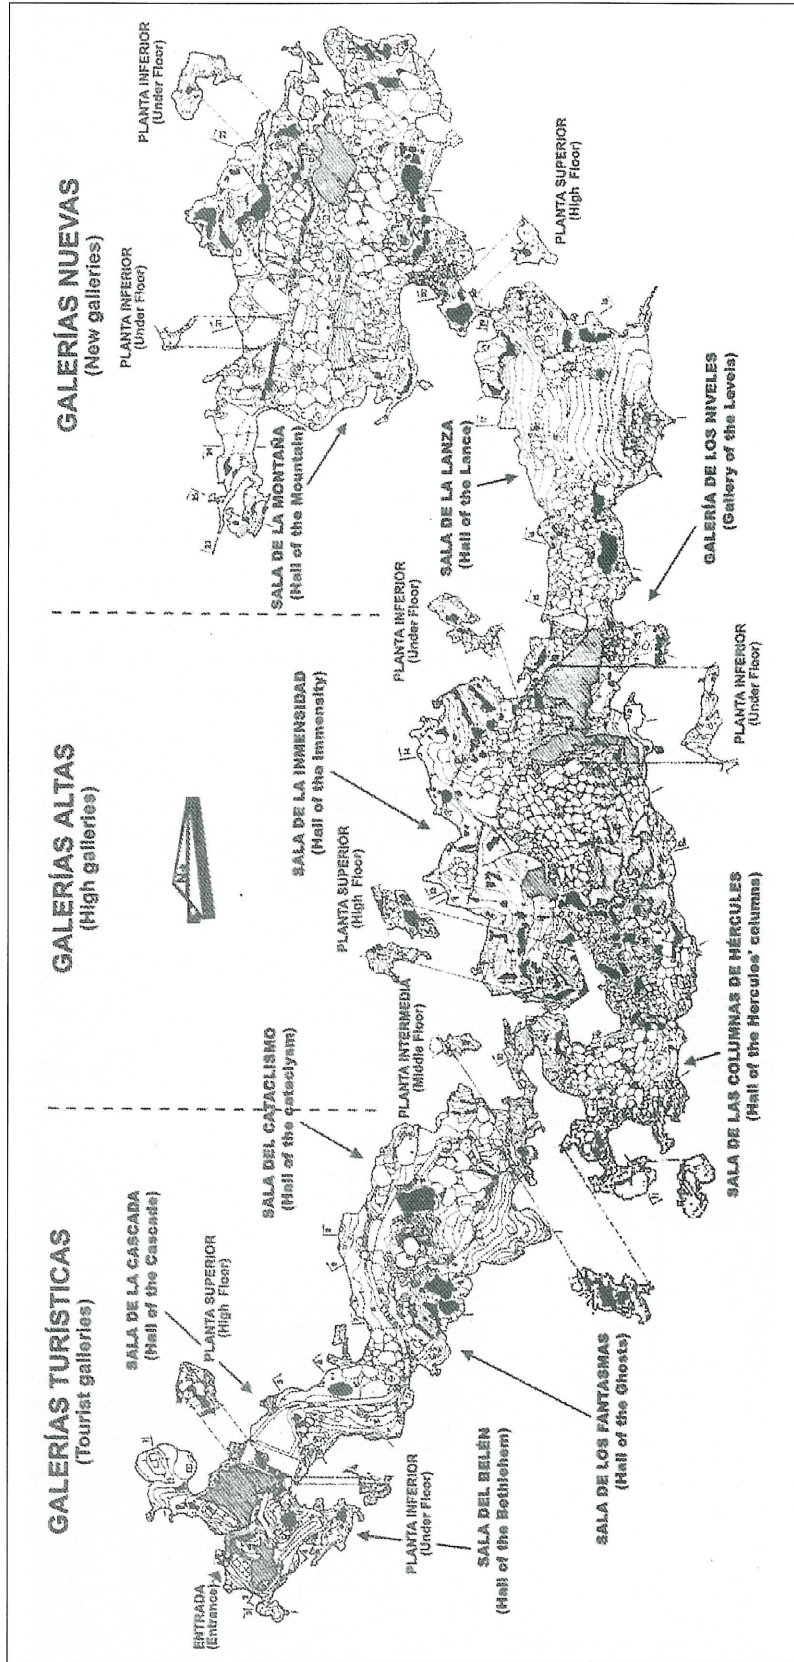 GALERÍAS TURÍSTICAS
(Tourist galleries)
GALERÍAS ALTAS
(High galleries)
GALERÍAS NUEVAS
(New galleries)
ENTRADA
(Entrance)
SALA DE LA CASCADA
(Hall of the Cascade)
PLANTA SUPERIOR
(High Floor)
PLANTA INFERIOR
(Under Floor)
SALA DEL BELÉN
(Hall of the Bethlehem)
SALA DE LOS FANTASMAS
(Hall of the Ghosts)
SALA DEL CATACLISMO
(Hall of the cataclysm)
PLANTA INTERMEDIA
(Middle Floor)
PLANTA SUPERIOR
(High Floor)
SALA DE LA INMENSIDAD
(Hall of the Immensity)
SALA DE LAS COLUMNAS DE HÉRCULES
(Hall of the Hercules' columns)
PLANTA INFERIOR
(Under Floor)
PLANTA INFERIOR
(Under Floor)
GALERÍA DE LOS NIVELES
(Gallery of the Levels)
SALA DE LA LANZA
(Hall of the Lance)
SALA DE LA MONTAÑA
(Hall of the Mountain)
PLANTA INFERIOR
(Under Floor)
PLANTA INFERIOR
(Under Floor)
PLANTA SUPERIOR
(High Floor)